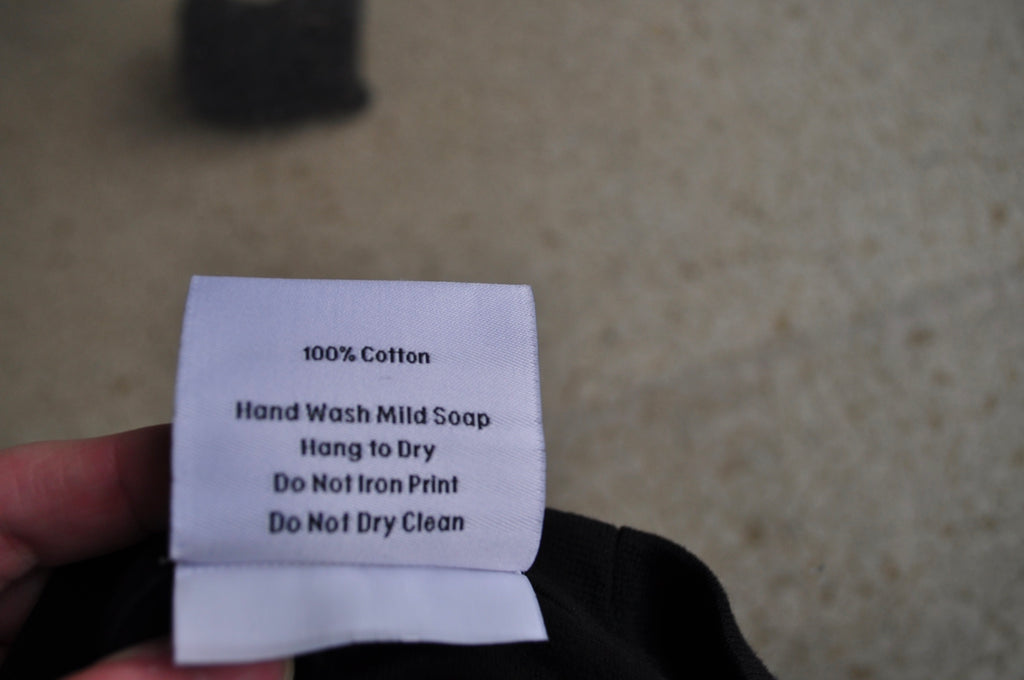 100% Cotton
Hand Wash Mild Soap
Hang to Dry
Do Not Iron Print
Do Not Dry Clean